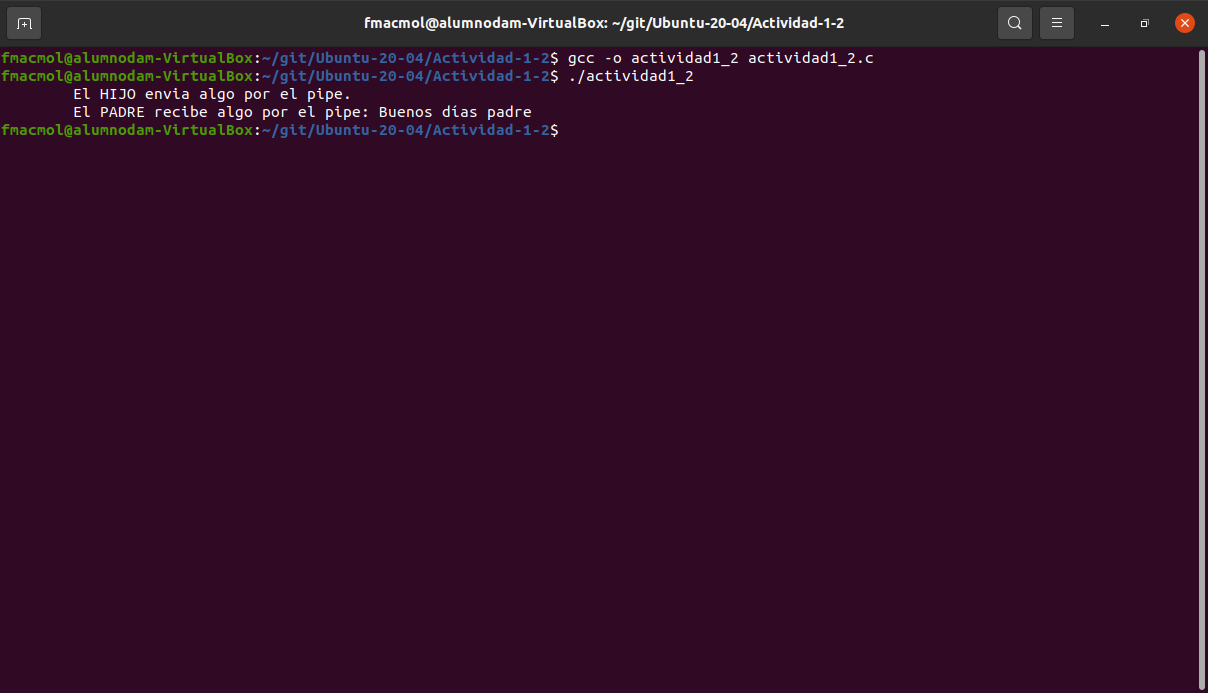 fmacmol@alumnodam-VirtualBox: ~/git/Ubuntu-20-04/Actividad-1-2
fmacmol@alumnodam-VirtualBox:~/git/Ubuntu-20-04/Actividad-1-2$ gcc -o actividad1_2 actividad1_2.c
fmacmol@alumnodam-VirtualBox:~/git/Ubuntu-20-04/Actividad-1-2$ ./actividad1_2
El HIJO envia algo por el pipe.
El PADRE recibe algo por el pipe: Buenos días padre
fmacmol@alumnodam-VirtualBox:~/git/Ubuntu-20-04/Actividad-1-2$